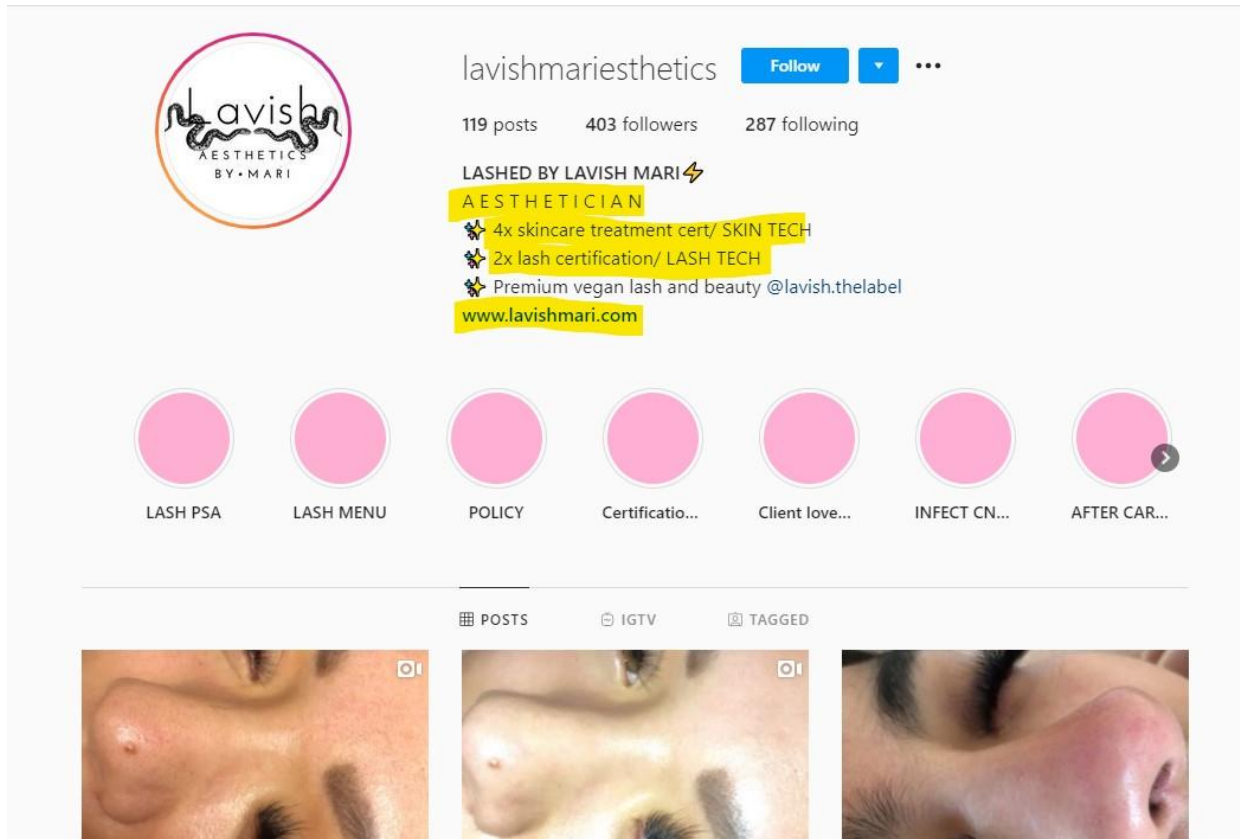 Lavish
AESTHETICS
BY•MARI
lavishmariesthetics Follow
119 posts 403 followers 287 following
LASHED BY LAVISH MARI⚡
A E S T H E T I C I A N
✨ 4x skincare treatment cert/ SKIN TECH
✨ 2x lash certification/ LASH TECH
✨ Premium vegan lash and beauty @lavish.thelabel
www.lavishmari.com
LASH PSA LASH MENU POLICY Certificatio... Client love... INFECT CN... AFTER CAR...
POSTS IGTV TAGGED